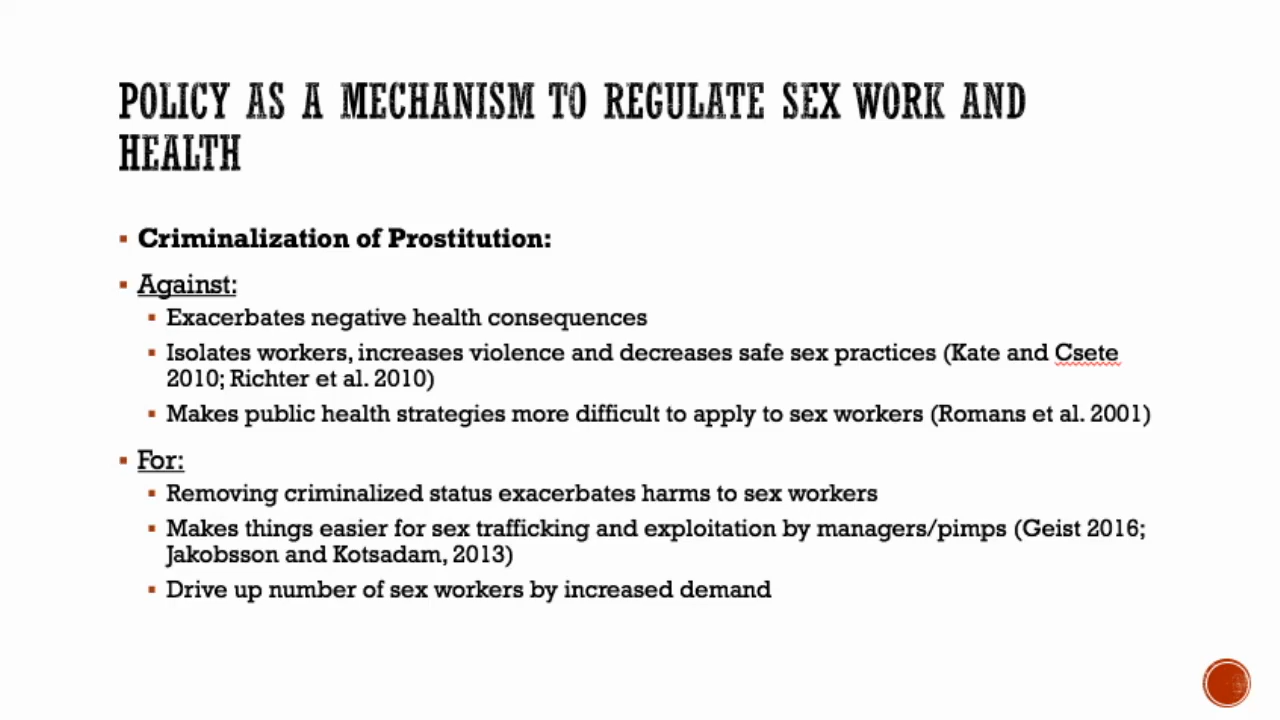 POLICY AS A MECHANISM TO REGULATE SEX WORK AND
HEALTH
Criminalization of Prostitution:
Against:
Exacerbates negative health consequences
Isolates workers, increases violence and decreases safe sex practices (Kate and Csete
2010; Richter et al. 2010)
Makes public health strategies more difficult to apply to sex workers (Romans et al. 2001)
For:
Removing criminalized status exacerbates harms to sex workers
Makes things easier for sex trafficking and exploitation by managers/pimps (Geist 2016;
Jakobsson and Kotsadam, 2013)
Drive up number of sex workers by increased demand